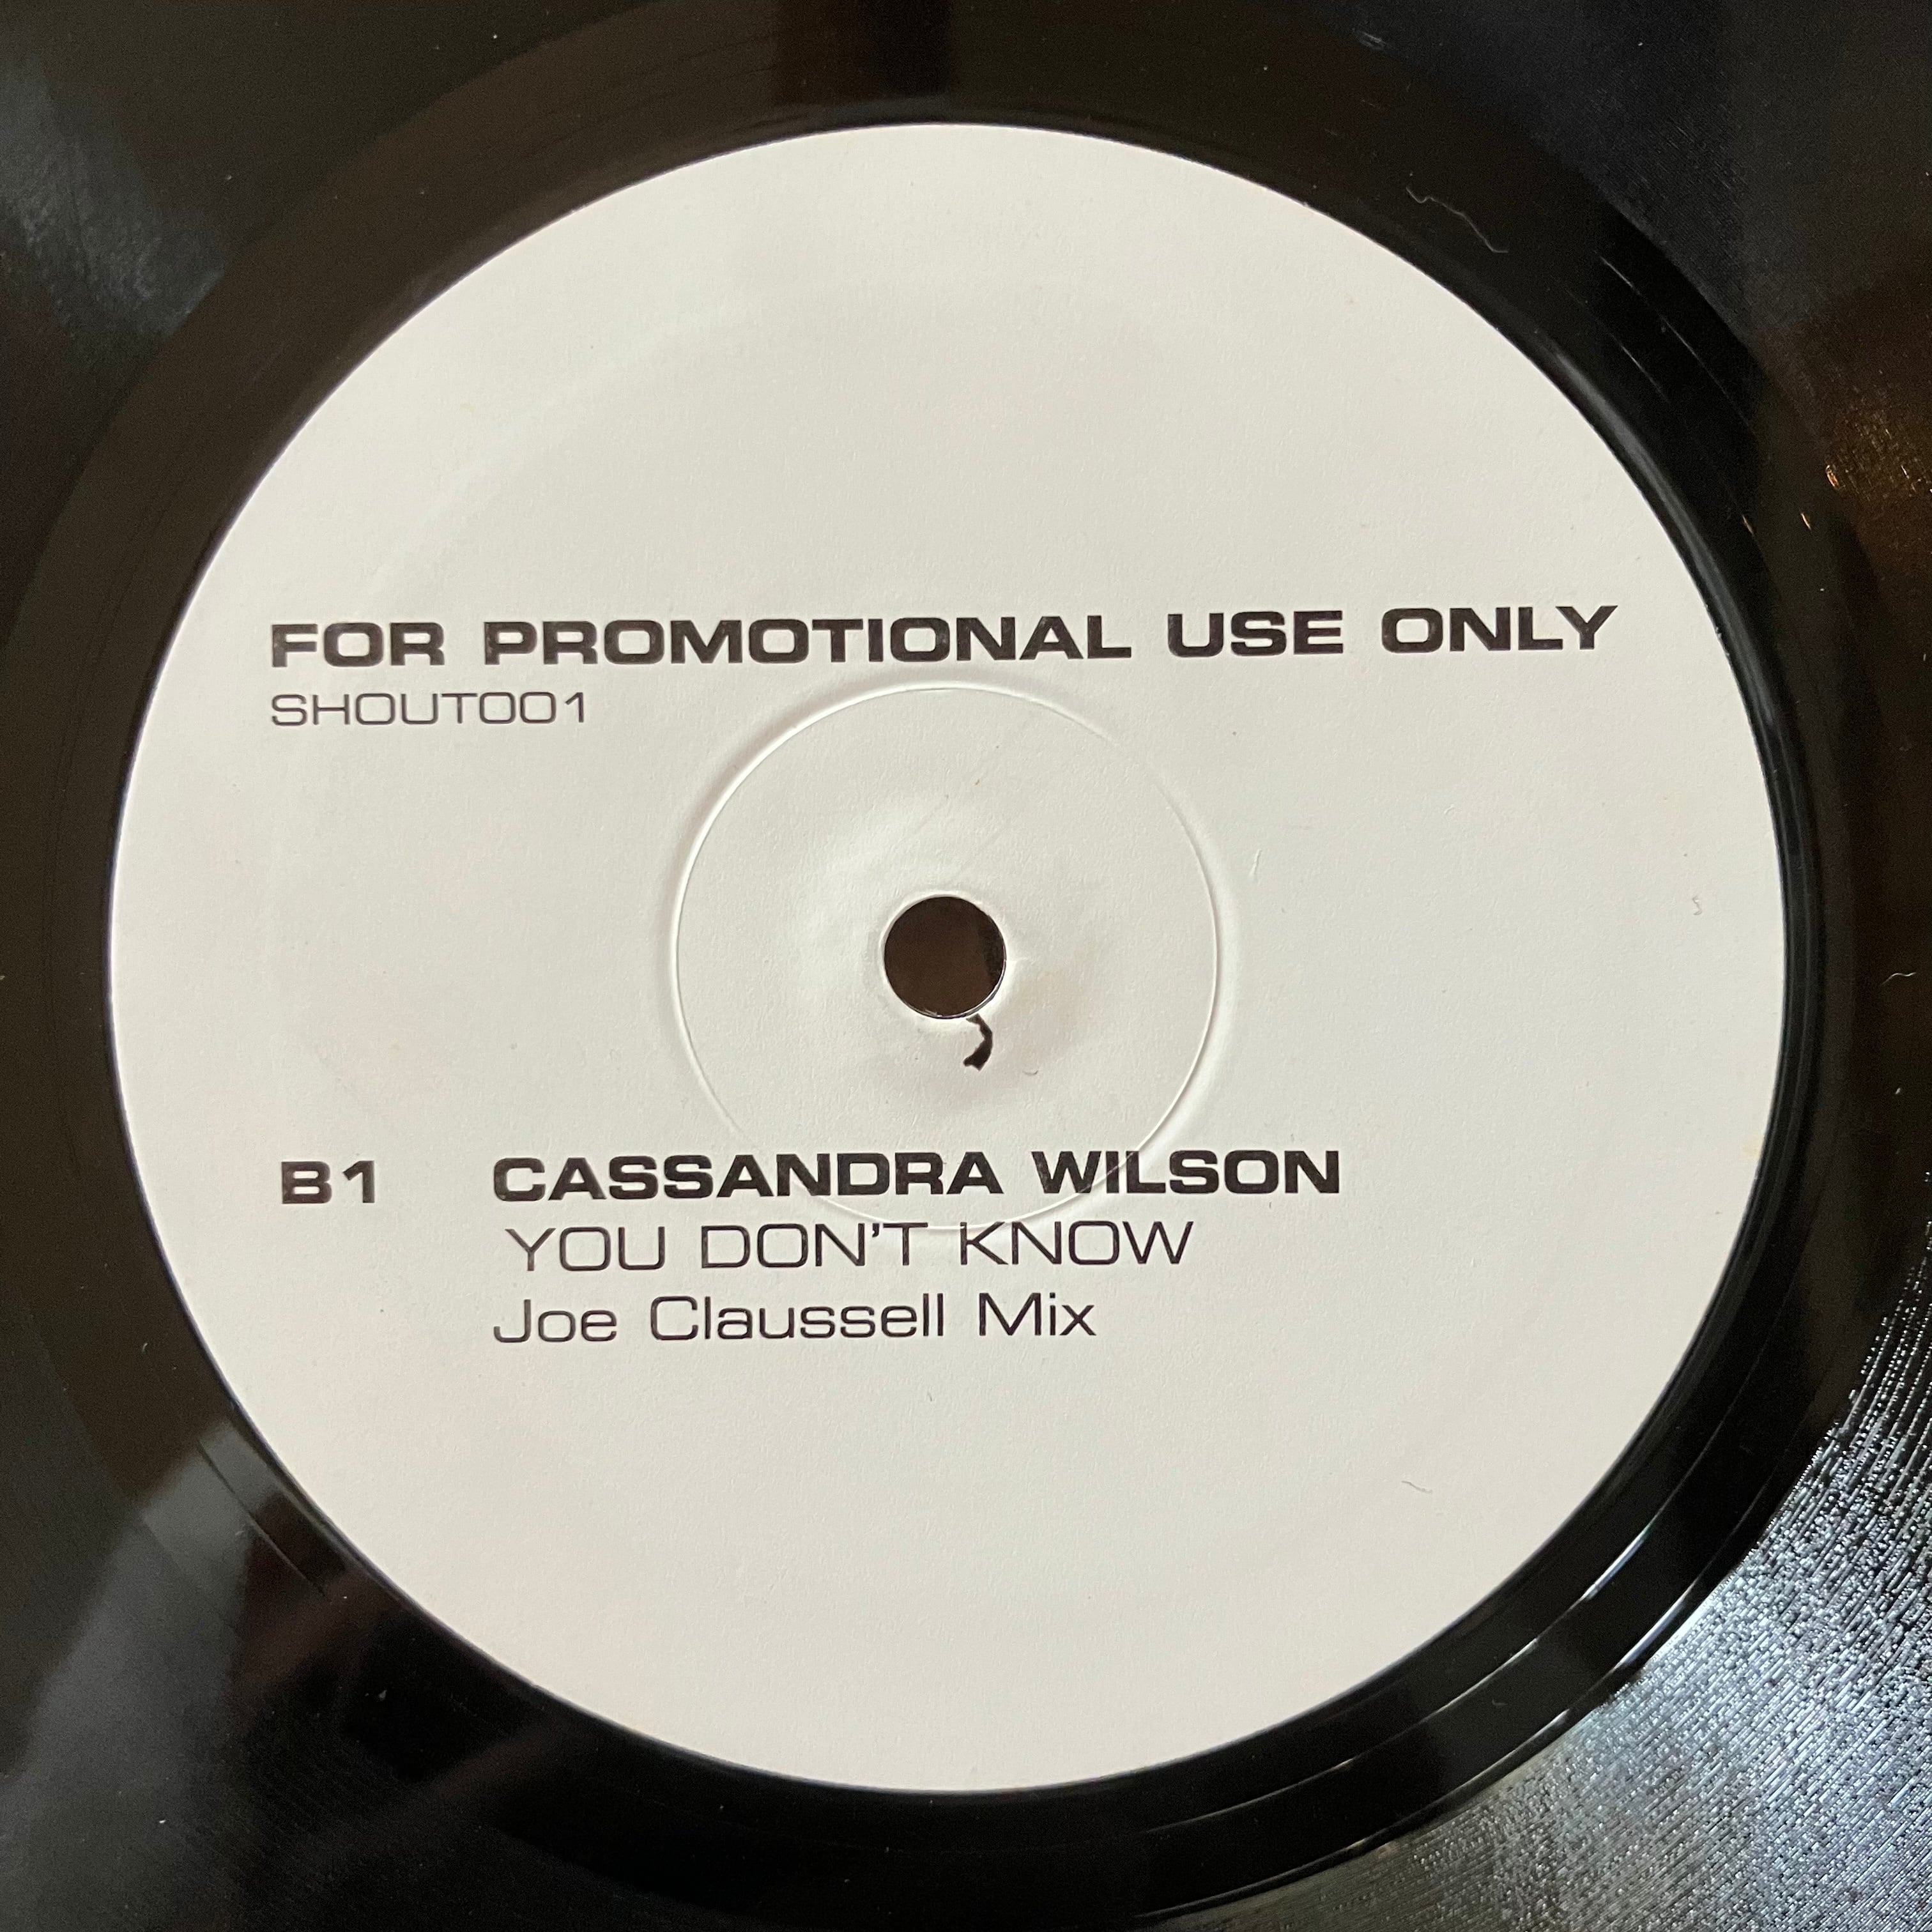 FOR PROMOTIONAL USE ONLY
SHOUT001
B1 CASSANDRA WILSON
YOU DON'T KNOW
Joe Claussell Mix